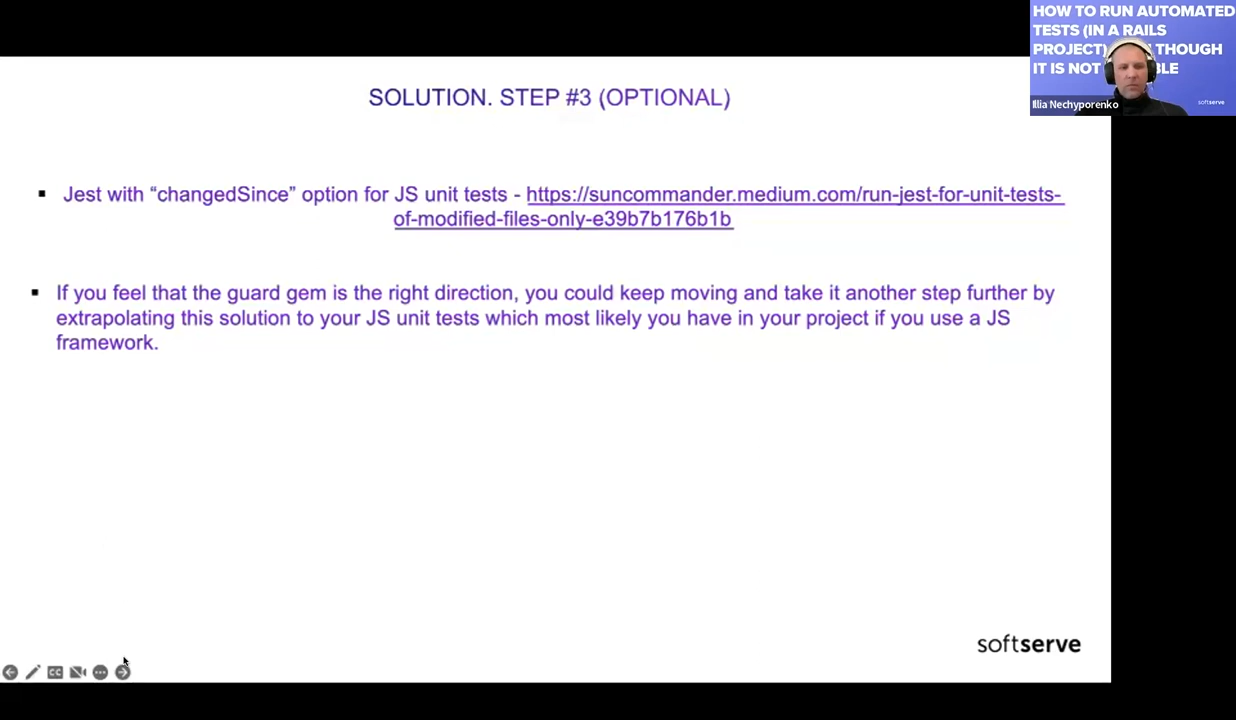 HOW TO RUN AUTOMATED
TESTS (IN A RAILS
PROJECT) THOUGH
IT IS NOT
softserve
Illia Nechyporenko
SOLUTION. STEP #3 (OPTIONAL)
▪ Jest with “changedSince” option for JS unit tests - https://suncommander.medium.com/run-jest-for-unit-tests-
of-modified-files-only-e39b7b176b1b
▪ If you feel that the guard gem is the right direction, you could keep moving and take it another step further by
extrapolating this solution to your JS unit tests which most likely you have in your project if you use a JS
framework.
softserve
CC